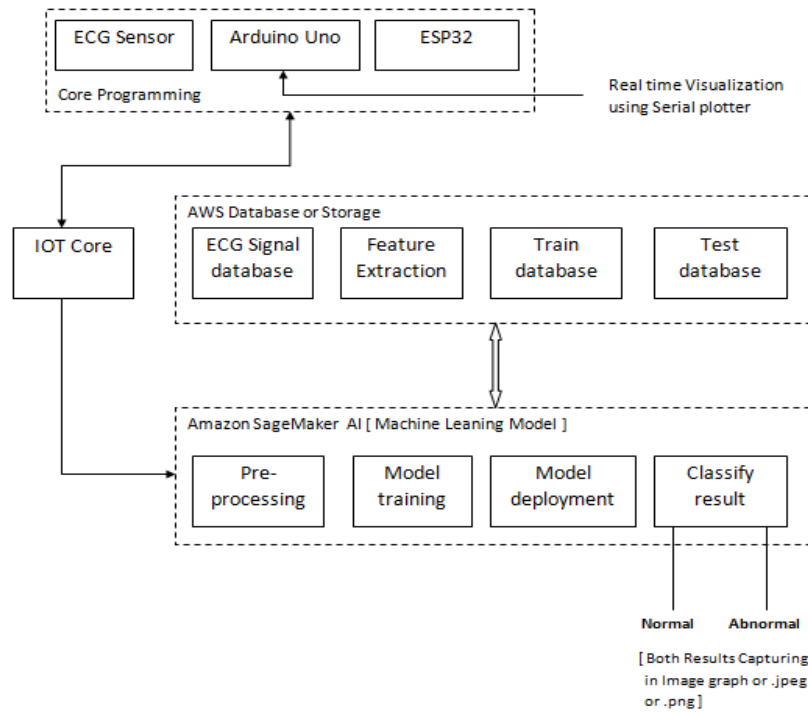 ECG Sensor
Arduino Uno
ESP32
Core Programming
Real time Visualization
using Serial plotter
AWS Database or Storage
IOT Core
ECG Signal
database
Feature
Extraction
Train
database
Test
database
Amazon SageMaker AI [ Machine Leaning Model ]
Pre-
processing
Model
training
Model
deployment
Classify
result
Normal
Abnormal
[ Both Results Capturing
in Image graph or .jpeg
or .png ]